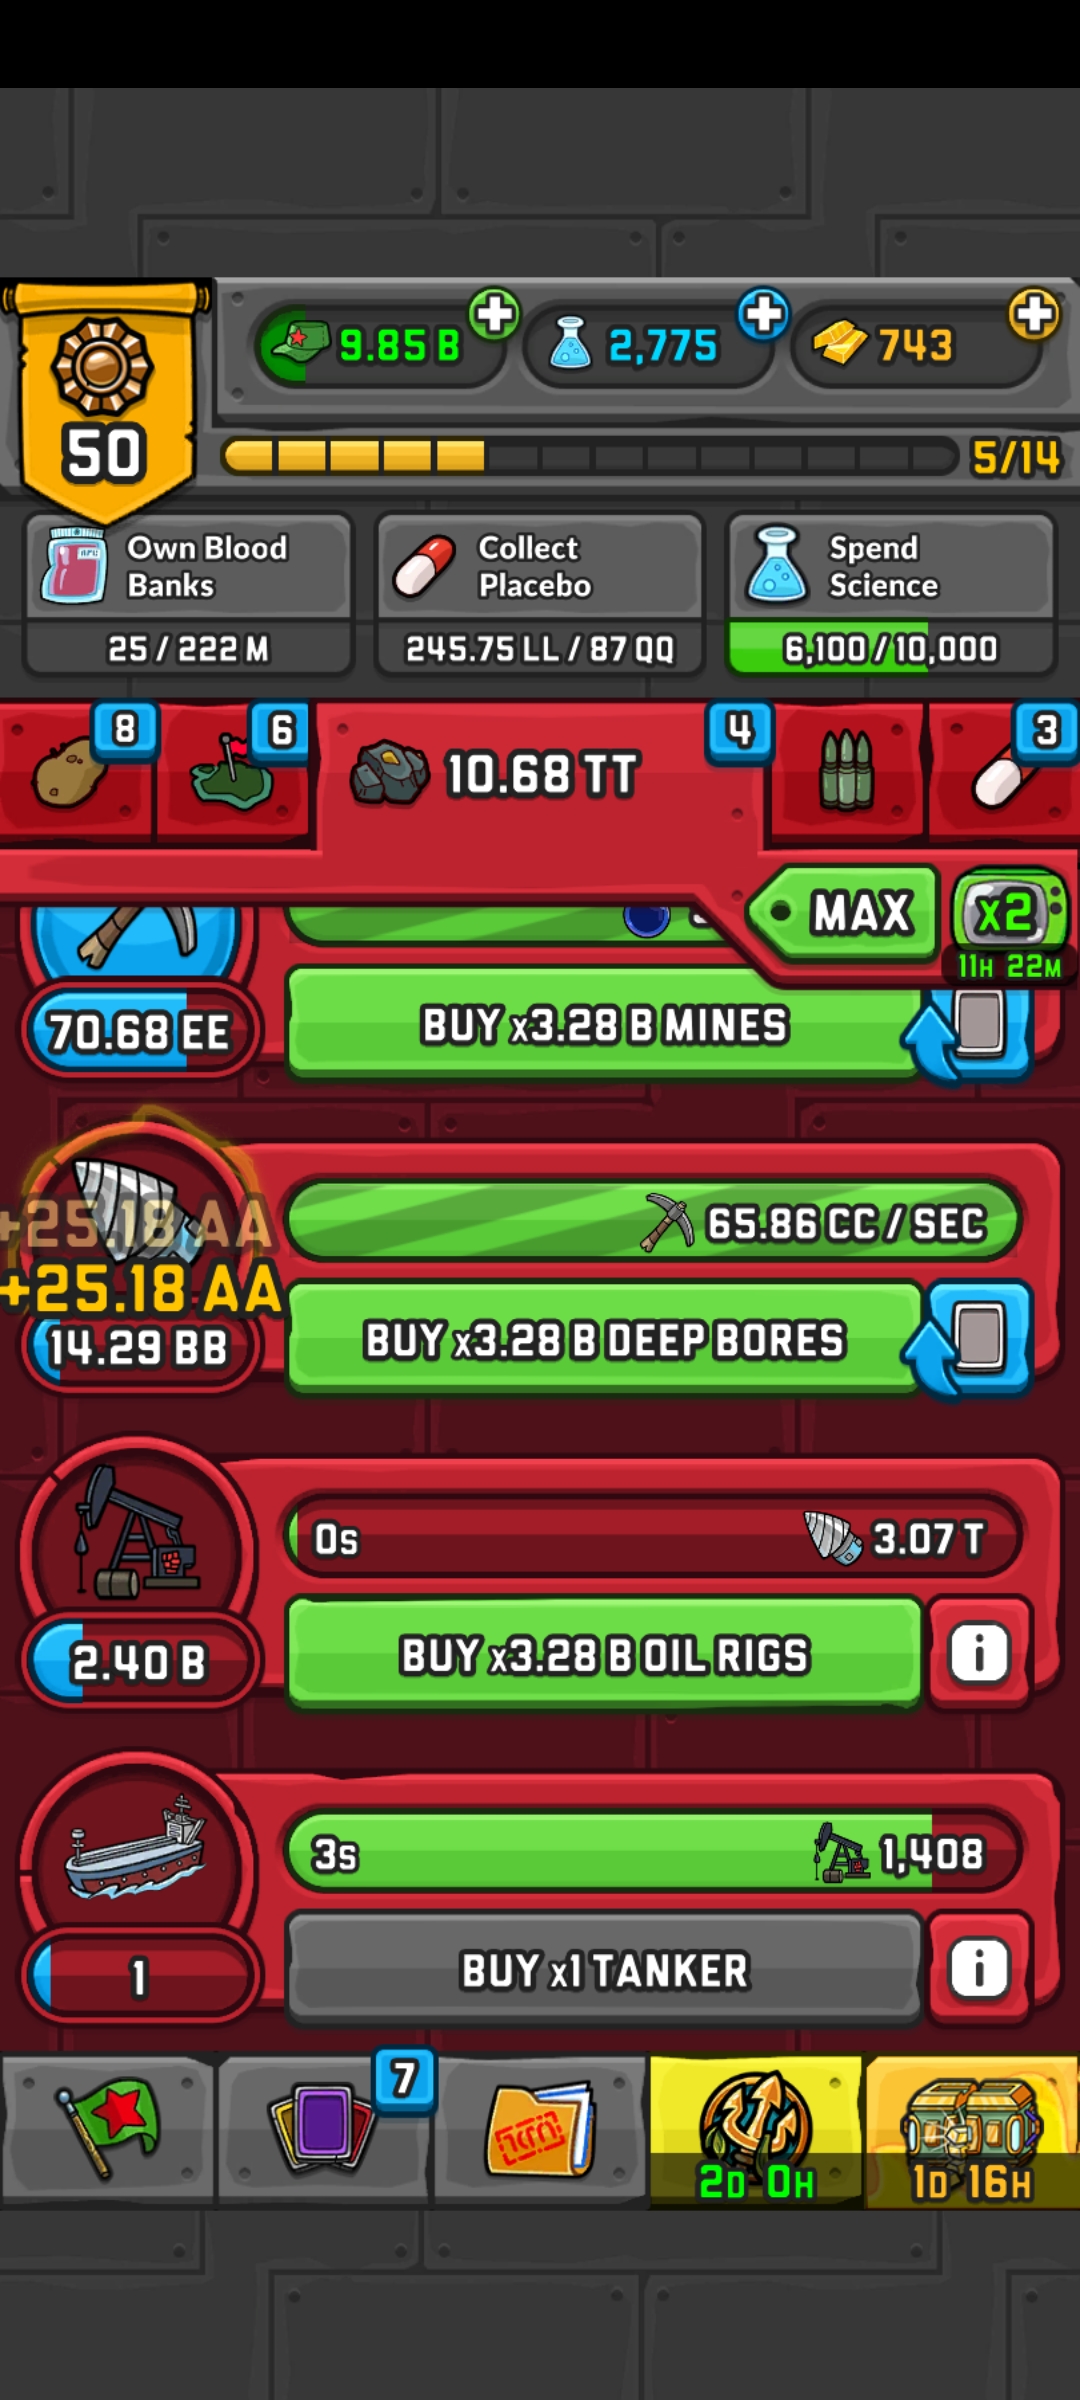 50
9.85 B
2,775
743
5/14
Own Blood
Banks
25 / 222 M
Collect
Placebo
245.75 LL / 87 QQ
Spend
Science
6,100 / 10,000
8
6
10.68 TT
4
3
MAX
x2
11H 22M
70.68 EE
BUY x3.28 B MINES
65.86 CC / SEC
+25.18 AA
+25.18 AA
14.29 BB
BUY x3.28 B DEEP BORES
0s
3.07 T
2.40 B
BUY x3.28 B OIL RIGS
i
3s
1,408
1
BUY x1 TANKER
i
7
2D 0H
1D 16H